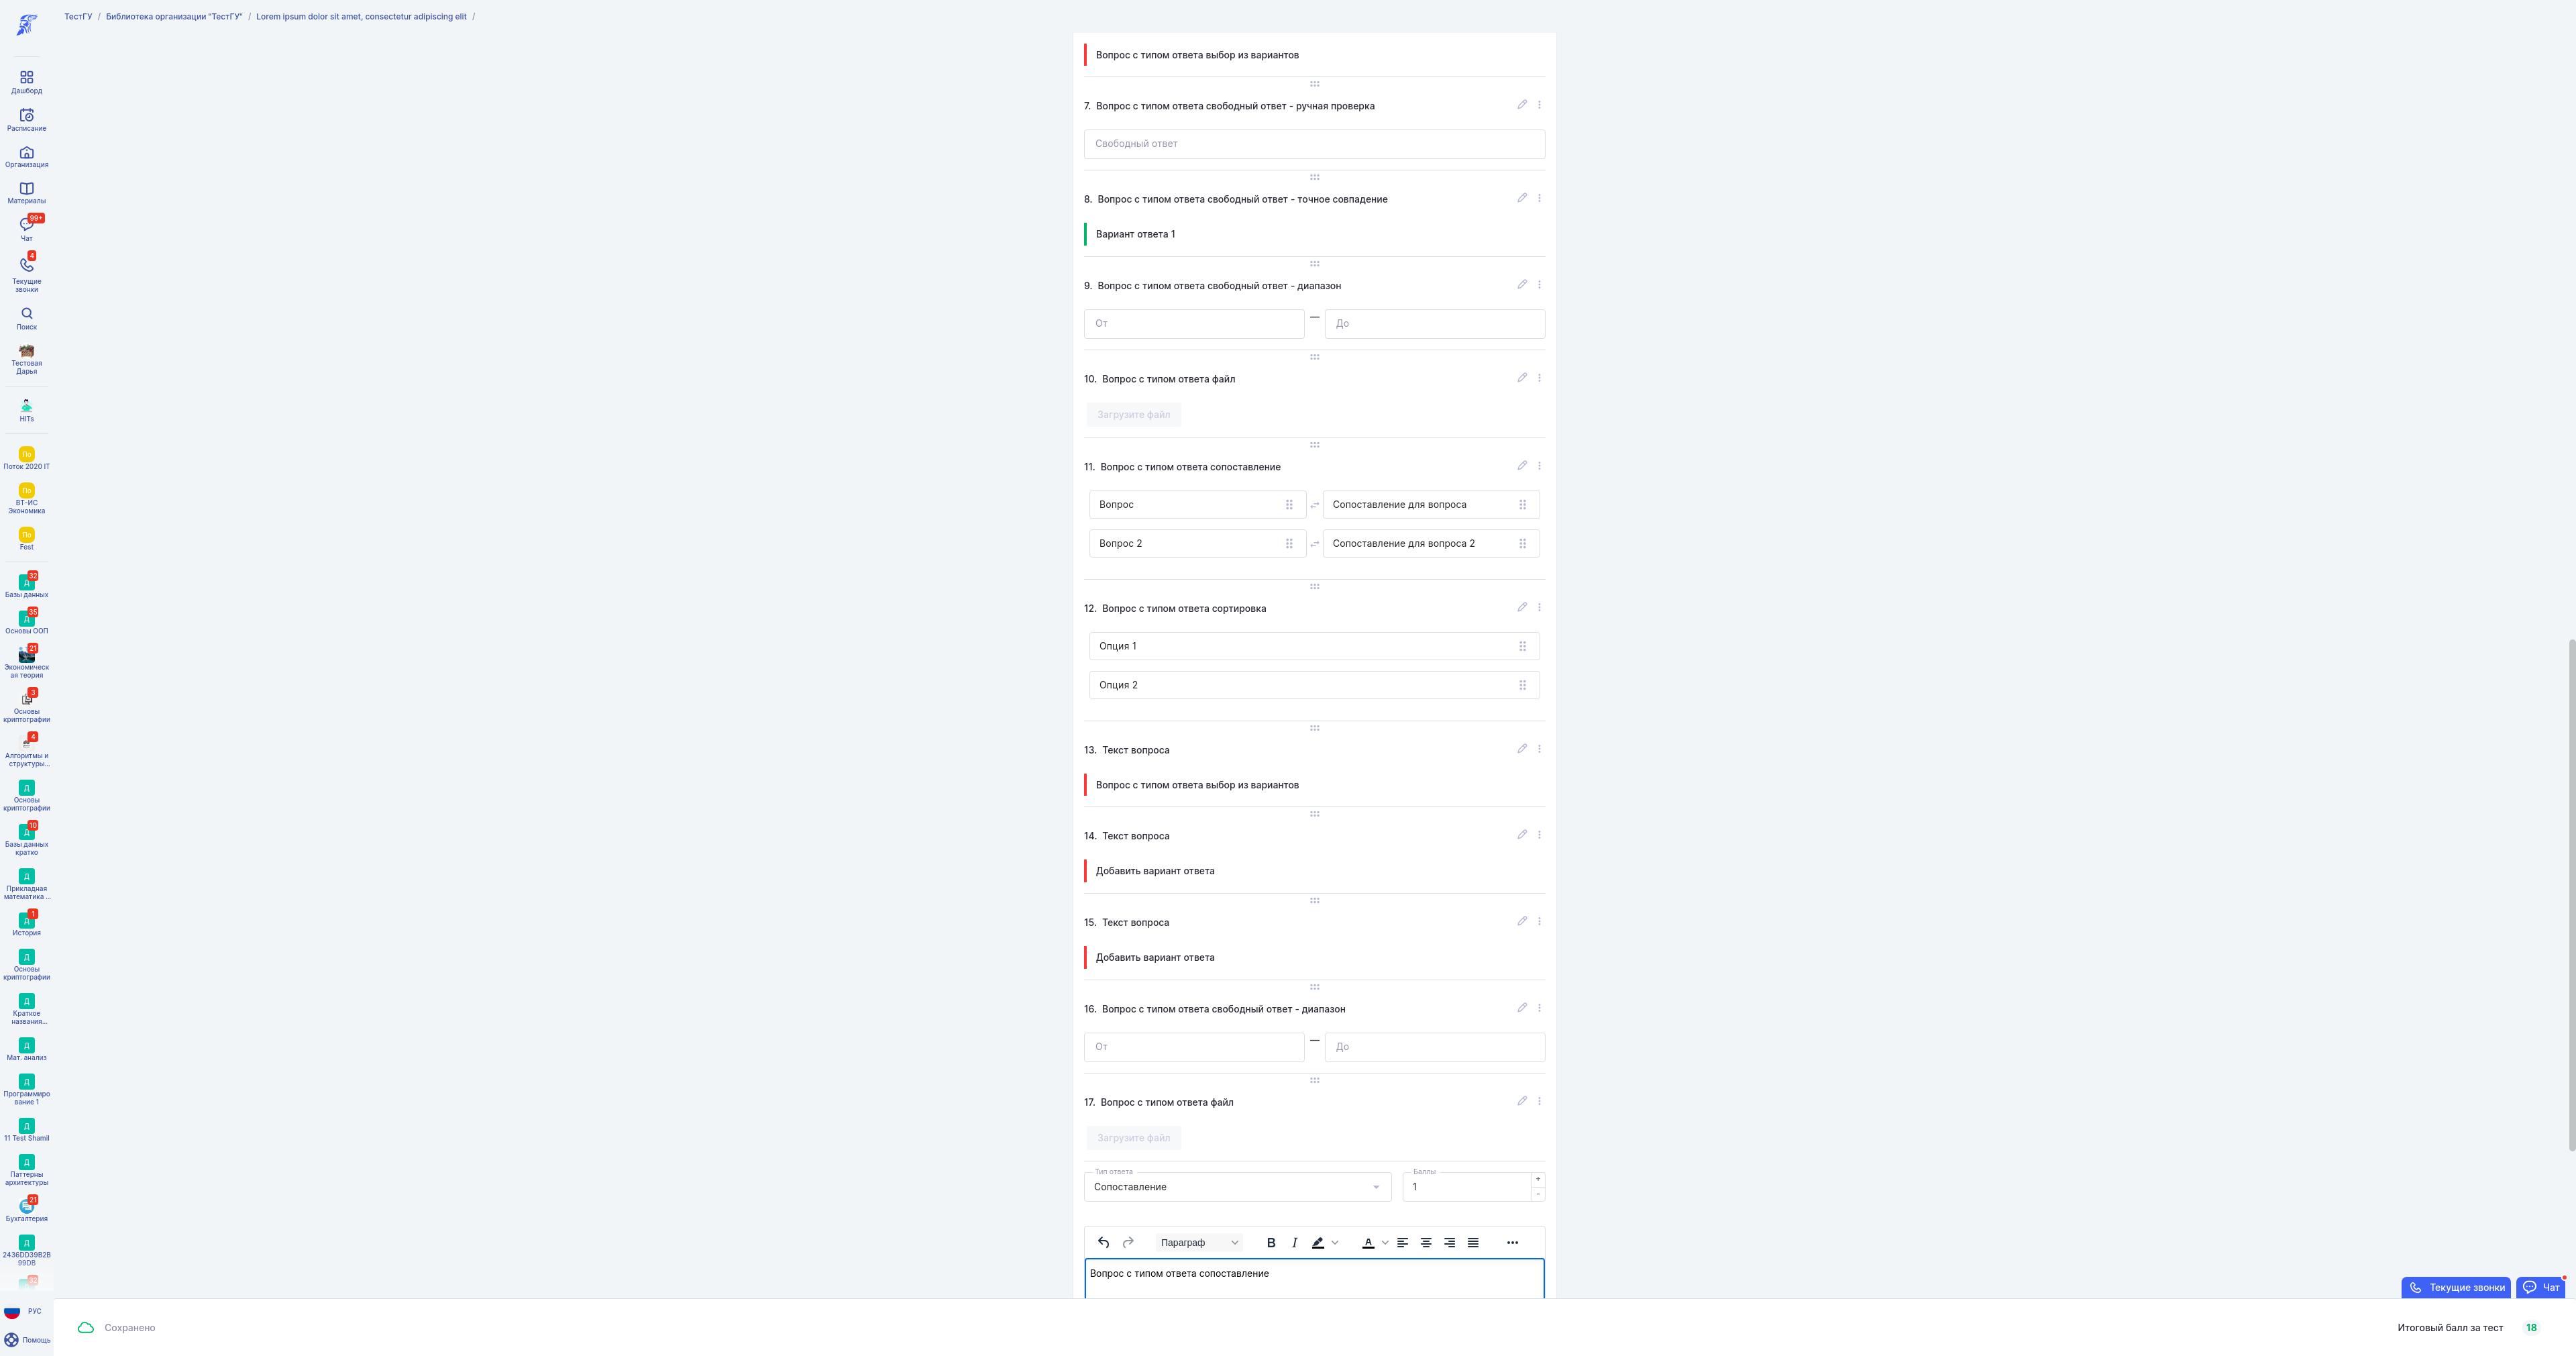 ТестГУ / Библиотека организации "ТестГУ" / Lorem ipsum dolor sit amet, consectetur adipiscing elit /
Дашборд
Расписание
Организация
Материалы
99+
Чат
4
Текущие
звонки
Поиск
Тестовая
Дарья
HITs
По
Поток 2020 IT
По
ВТ-ИС
Экономика
По
Fest
32
Д
Базы данных
35
Д
Основы ООП
21
Экономическ
ая теория
3
Основы
криптографии
4
Алгоритмы и
структуры...
Д
Основы
криптографии
10
Д
Базы данных
кратко
Д
Прикладная
математика ...
1
Д
История
Д
Основы
криптографии
Д
Краткое
названия...
Д
Мат. анализ
Д
Программиро
вание 1
Д
11 Test Shamil
Д
Паттерны
архитектуры
21
Бухгалтерия
Д
2436DD39B2B
99DB
32
РУС
Помощь
Вопрос с типом ответа выбор из вариантов
7. Вопрос с типом ответа свободный ответ - ручная проверка
Свободный ответ
8. Вопрос с типом ответа свободный ответ - точное совпадение
Вариант ответа 1
9. Вопрос с типом ответа свободный ответ - диапазон
От — До
10. Вопрос с типом ответа файл
Загрузите файл
11. Вопрос с типом ответа сопоставление
Вопрос Сопоставление для вопроса
Вопрос 2 Сопоставление для вопроса 2
12. Вопрос с типом ответа сортировка
Опция 1
Опция 2
13. Текст вопроса
Вопрос с типом ответа выбор из вариантов
14. Текст вопроса
Добавить вариант ответа
15. Текст вопроса
Добавить вариант ответа
16. Вопрос с типом ответа свободный ответ - диапазон
От — До
17. Вопрос с типом ответа файл
Загрузите файл
Тип ответа Баллы
Сопоставление 1 + -
Параграф B I A
Вопрос с типом ответа сопоставление
Текущие звонки Чат
Сохранено Итоговый балл за тест 18